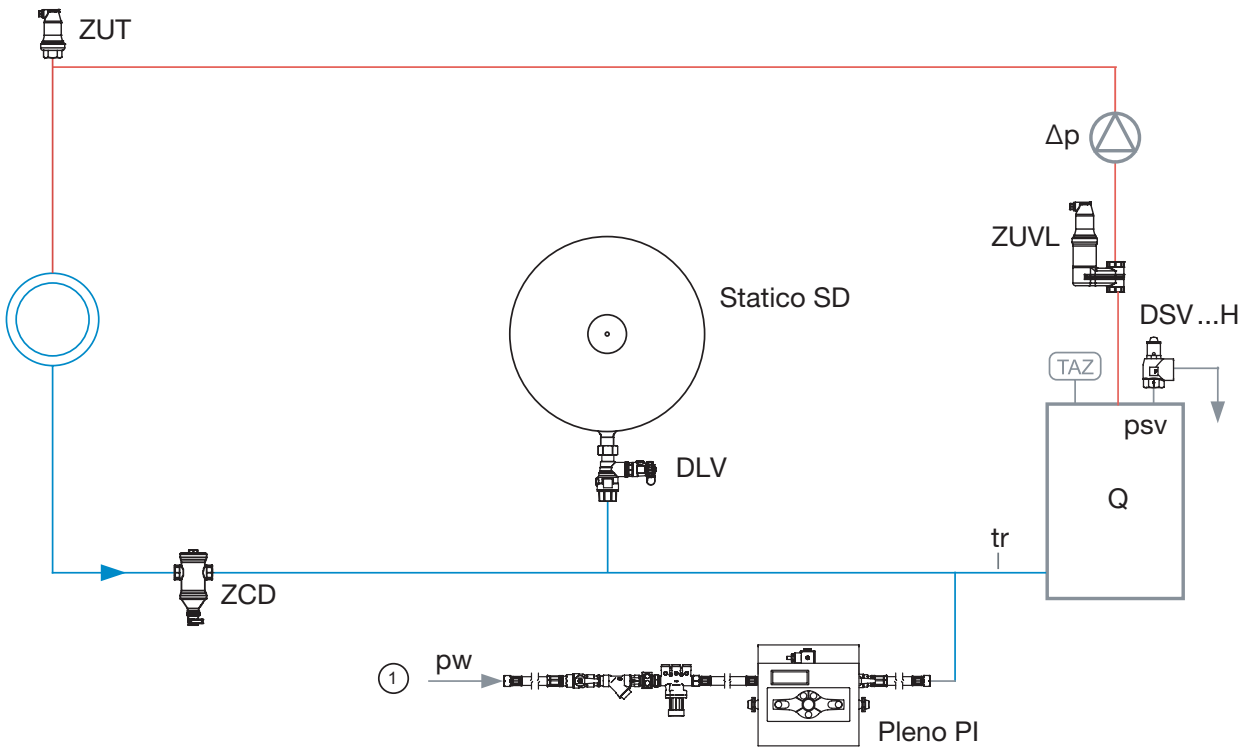 ZUT
Δp
ZUVL
Statico SD
DSV ...H
TAZ
psv
DLV
Q
tr
ZCD
1
pw
Pleno PI